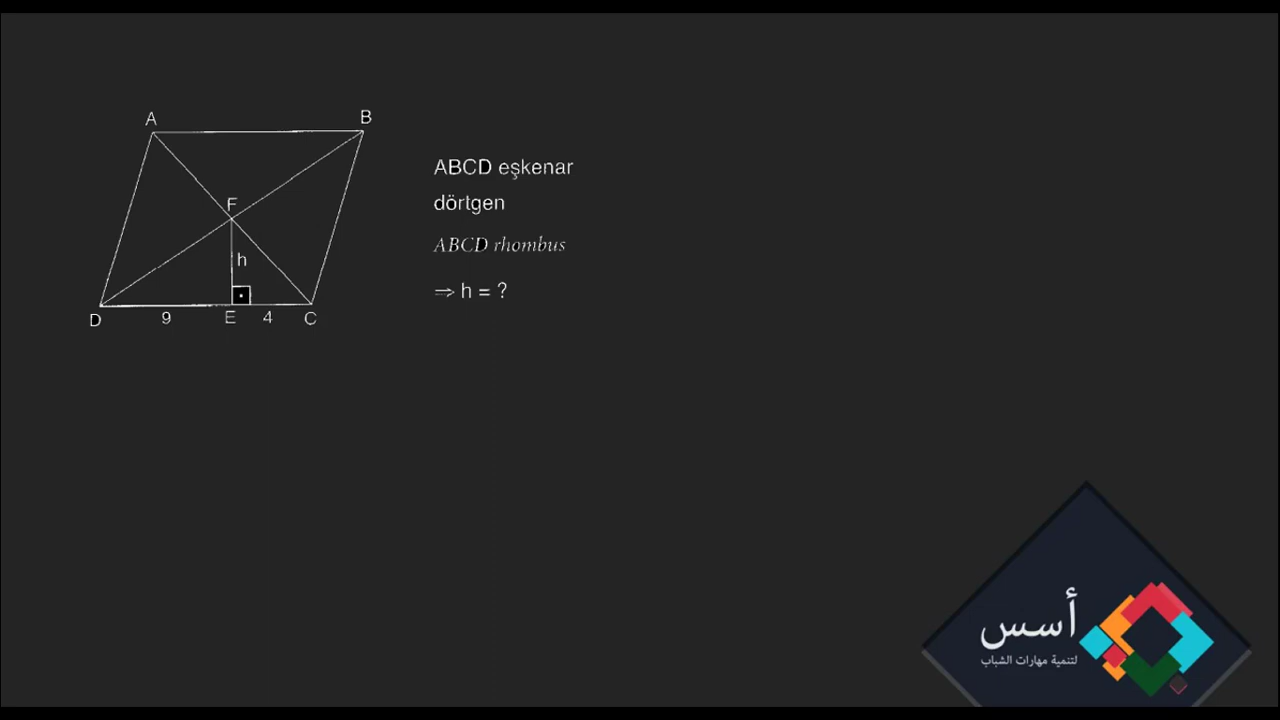 A
B
F
h
D
9
E
4
C
ABCD eşkenar
dörtgen
ABCD rhombus
⇒ h = ?
أسس
لتنمية مهارات الشباب